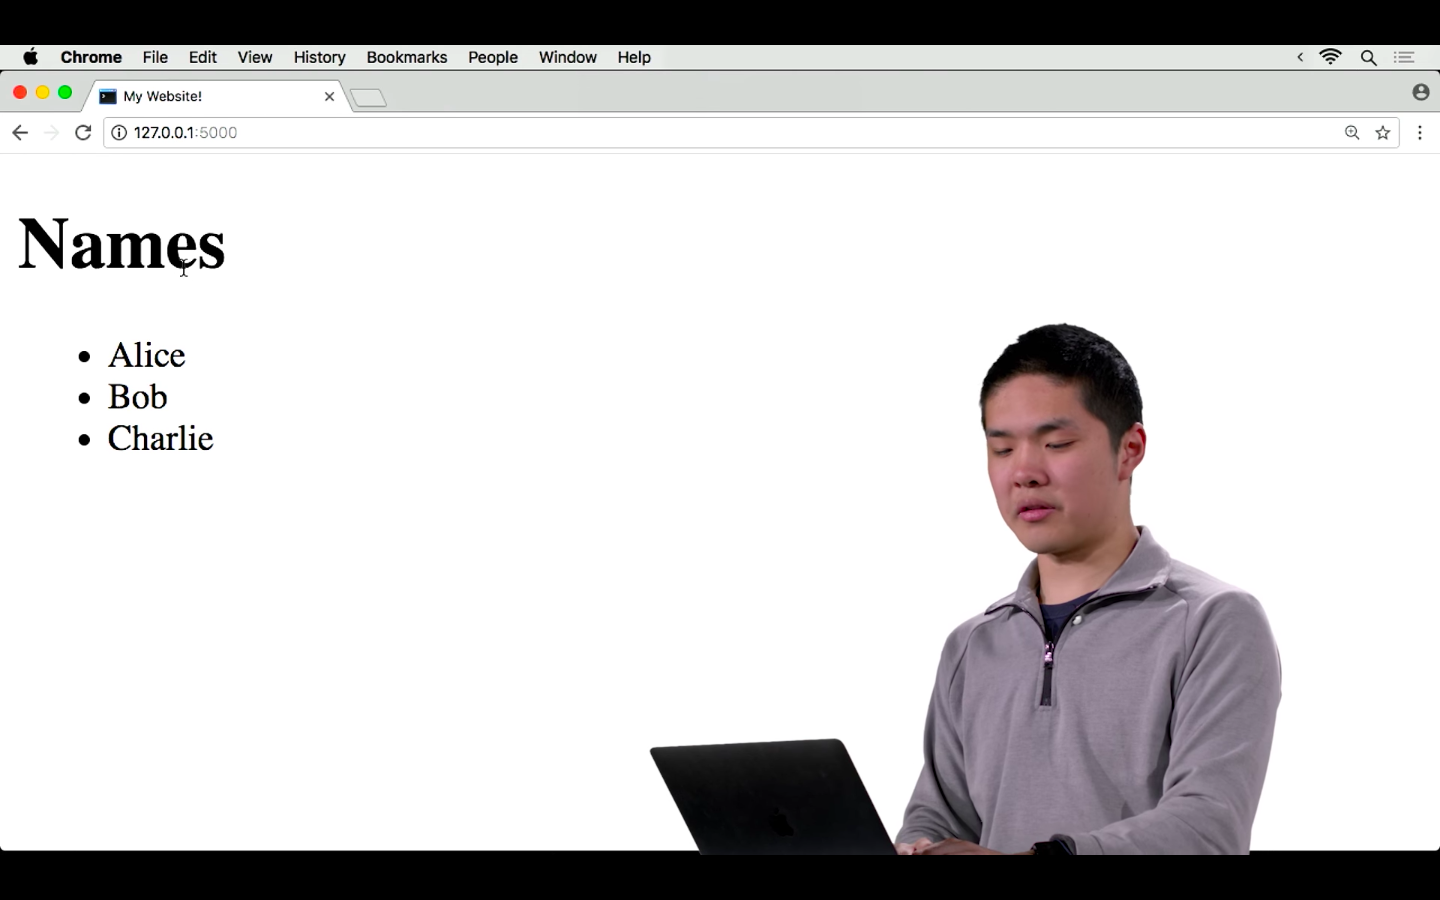 Chrome File Edit View History Bookmarks People Window Help
My Website!
127.0.0.1:5000
Names
Alice
Bob
Charlie